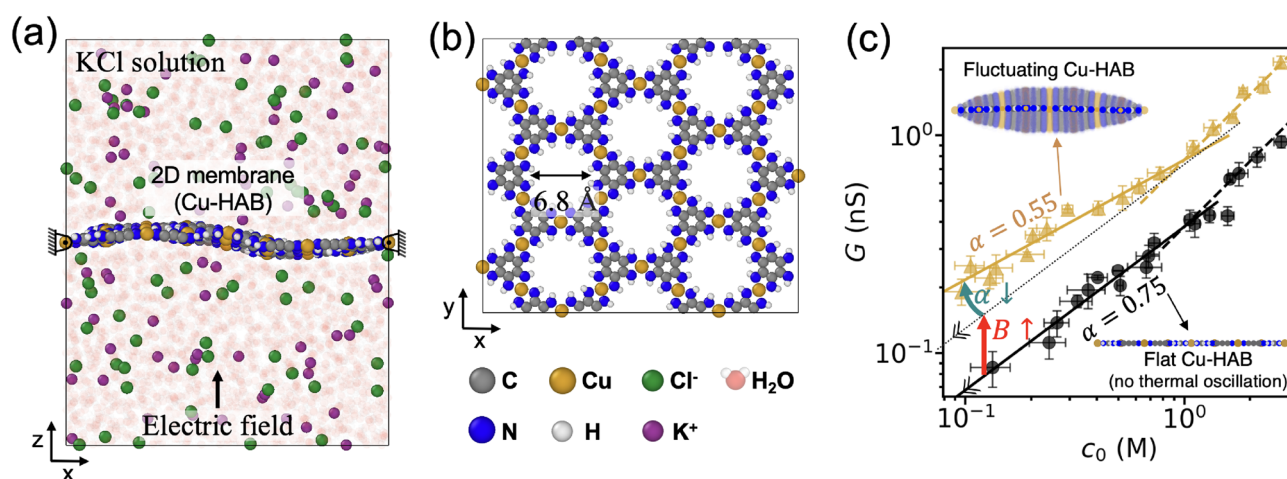 (a)
KCl solution
2D membrane
(Cu-HAB)
Electric field
z
x
(b)
6.8 Å
y
x
C
Cu
Cl-
H₂O
N
H
K+
(c)
Fluctuating Cu-HAB
10⁰
G (nS)
α = 0.55
α ↓
B ↑
α = 0.75
10⁻¹
Flat Cu-HAB
(no thermal oscillation)
10⁻¹
10⁰
c₀ (M)